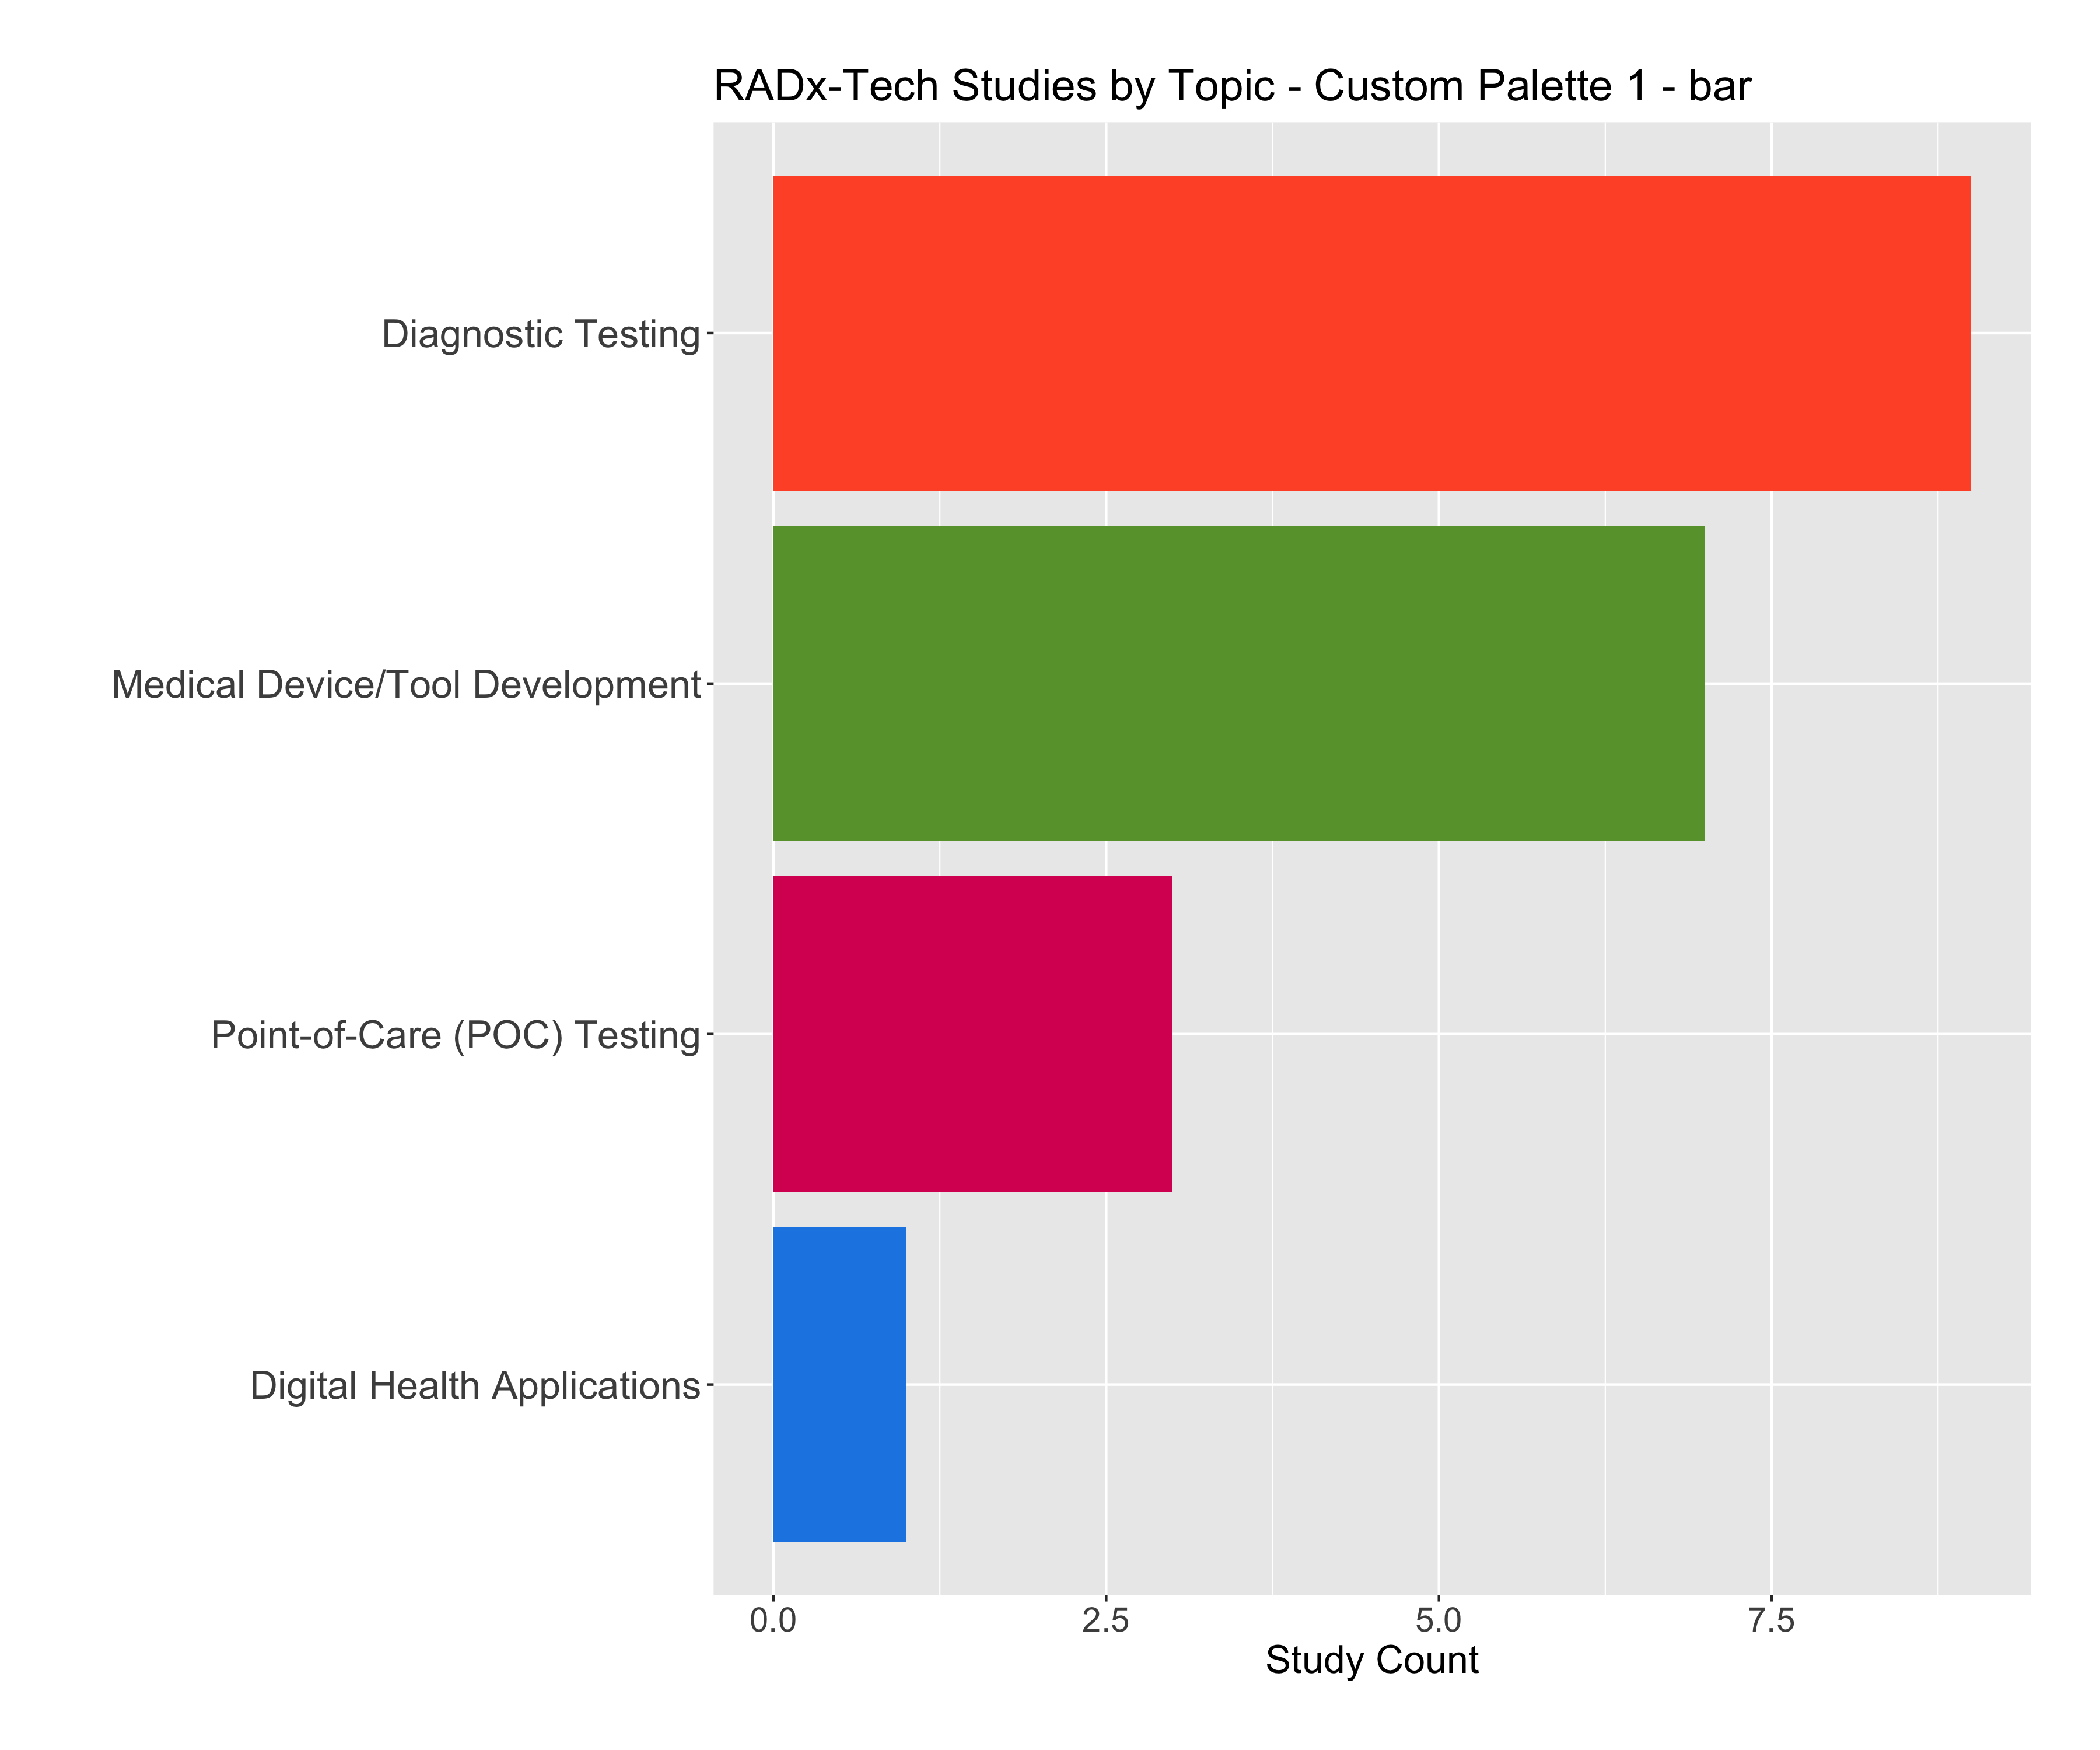 RADx-Tech Studies by Topic - Custom Palette 1 - bar
Diagnostic Testing
Medical Device/Tool Development
Point-of-Care (POC) Testing
Digital Health Applications
0.0 2.5 5.0 7.5
Study Count